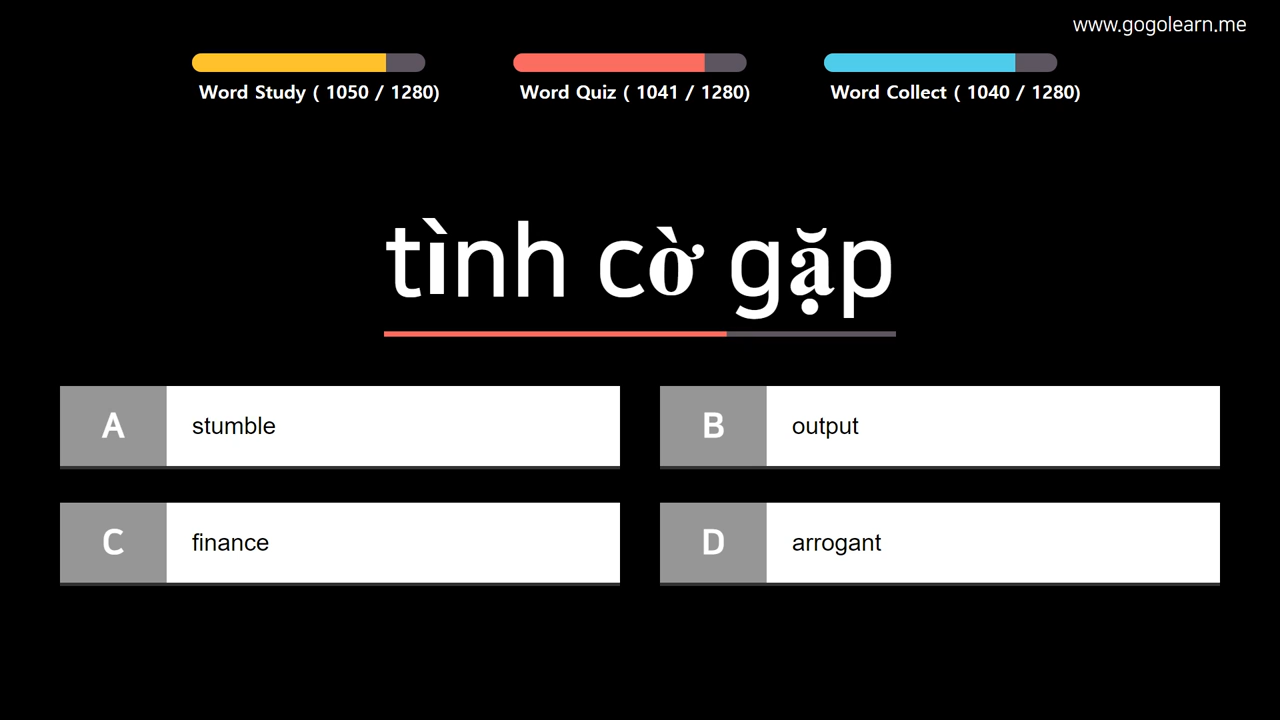 www.gogolearn.me
Word Study ( 1050 / 1280)
Word Quiz ( 1041 / 1280)
Word Collect ( 1040 / 1280)
tình cờ gặp
A stumble
B output
C finance
D arrogant